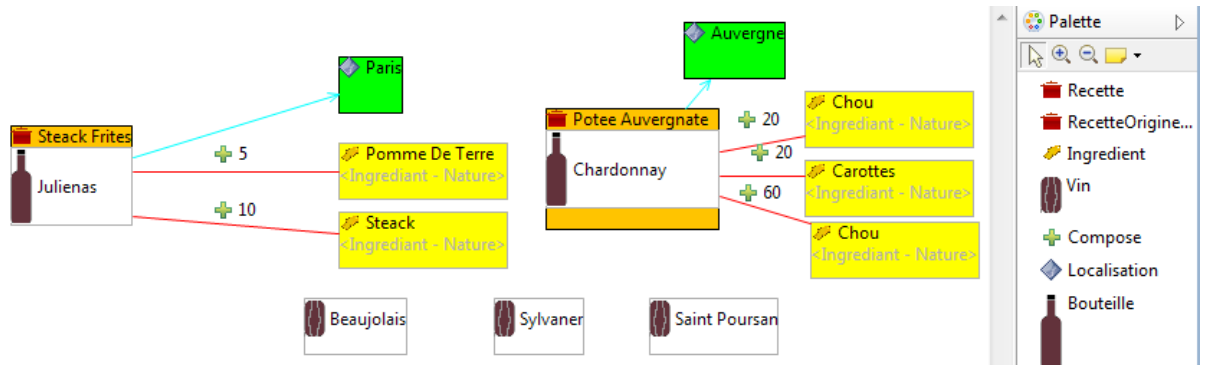 Paris
Steack Frites
Julienas
5
10
Pomme De Terre
<Ingrediant - Nature>
Steack
<Ingrediant - Nature>
Auvergne
Potee Auvergnate
Chardonnay
20
20
60
Chou
<Ingrediant - Nature>
Carottes
<Ingrediant - Nature>
Chou
<Ingrediant - Nature>
Beaujolais
Sylvaner
Saint Poursan
Palette
Recette
RecetteOrigine...
Ingredient
Vin
Compose
Localisation
Bouteille